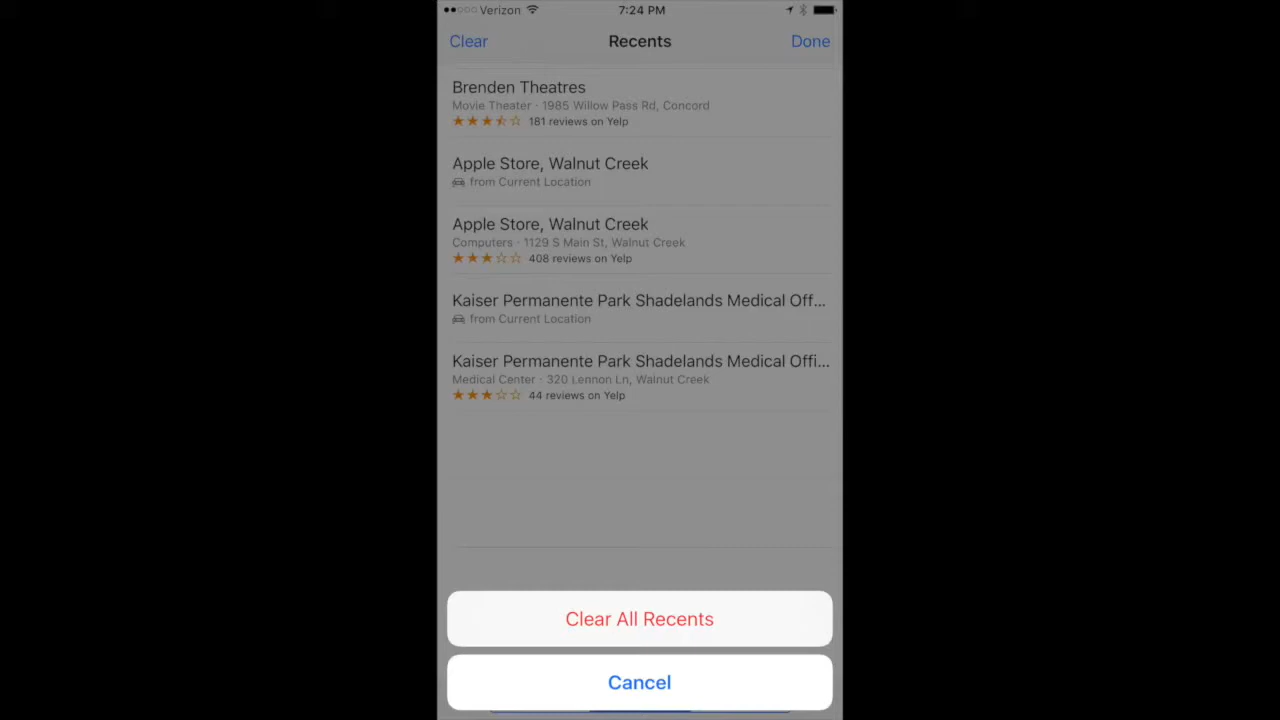 Verizon 7:24 PM
Clear Recents Done
Brenden Theatres
Movie Theater · 1985 Willow Pass Rd, Concord
181 reviews on Yelp
Apple Store, Walnut Creek
from Current Location
Apple Store, Walnut Creek
Computers · 1129 S Main St, Walnut Creek
408 reviews on Yelp
Kaiser Permanente Park Shadelands Medical Off...
from Current Location
Kaiser Permanente Park Shadelands Medical Offi...
Medical Center · 320 Lennon Ln, Walnut Creek
44 reviews on Yelp
Clear All Recents
Cancel